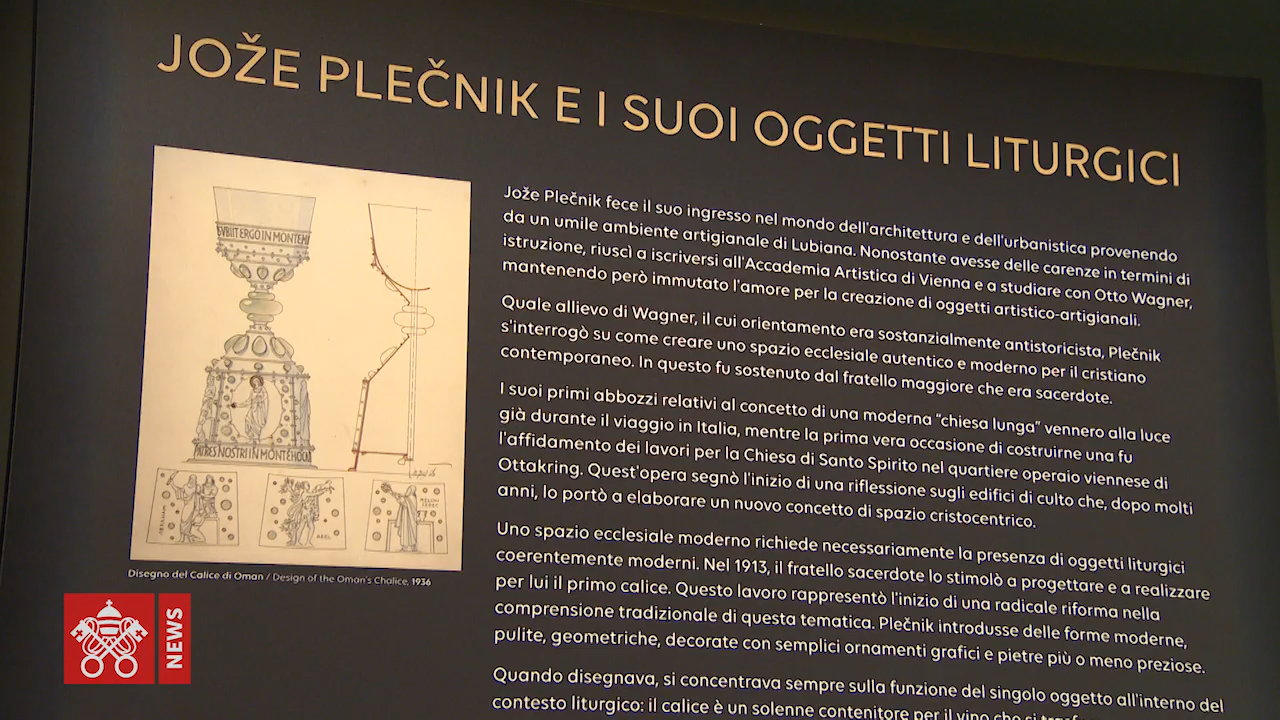 JOŽE PLEČNIK E I SUOI OGGETTI LITURGICI
Jože Plečnik fece il suo ingresso nel mondo dell'architettura e dell'urbanistica provenendo
da un umile ambiente artigianale di Lubiana. Nonostante avesse delle carenze in termini di
istruzione, riuscì a iscriversi all'Accademia Artistica di Vienna e a studiare con Otto Wagner,
mantenendo però immutato l'amore per la creazione di oggetti artistico-artigianali.
Quale allievo di Wagner, il cui orientamento era sostanzialmente antistoricista, Plečnik
s'interrogò su come creare uno spazio ecclesiale autentico e moderno per il cristiano
contemporaneo. In questo fu sostenuto dal fratello maggiore che era sacerdote.
I suoi primi abbozzi relativi al concetto di una moderna "chiesa lunga" vennero alla luce
già durante il viaggio in Italia, mentre la prima vera occasione di costruirne una fu
l'affidamento dei lavori per la Chiesa di Santo Spirito nel quartiere operaio viennese di
Ottakring. Quest'opera segnò l'inizio di una riflessione sugli edifici di culto che, dopo molti
anni, lo portò a elaborare un nuovo concetto di spazio cristocentrico.
Uno spazio ecclesiale moderno richiede necessariamente la presenza di oggetti liturgici
coerentemente moderni. Nel 1913, il fratello sacerdote lo stimolò a progettare e a realizzare
per lui il primo calice. Questo lavoro rappresentò l'inizio di una radicale riforma nella
comprensione tradizionale di questa tematica. Plečnik introdusse delle forme moderne,
pulite, geometriche, decorate con semplici ornamenti grafici e pietre più o meno preziose.
Quando disegnava, si concentrava sempre sulla funzione del singolo oggetto all'interno del
contesto liturgico: il calice è un solenne contenitore per il vino che si
SVBIIT ERGO IN MONTEM
PATRES NOSTRI IN MONTE HOC
ABRAHAM
ABEL
MELCHI
SEDEC
Disegno del Calice di Oman / Design of the Oman's Chalice, 1936
NEWS